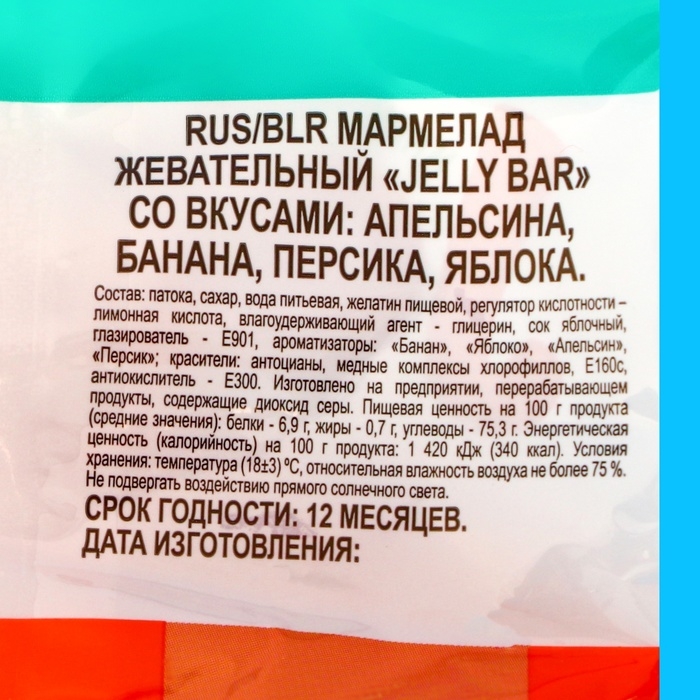 RUS/BLR МАРМЕЛАД
ЖЕВАТЕЛЬНЫЙ «JELLY BAR»
СО ВКУСАМИ: АПЕЛЬСИНА,
БАНАНА, ПЕРСИКА, ЯБЛОКА.
Состав: патока, сахар, вода питьевая, желатин пищевой, регулятор кислотности –
лимонная кислота, влагоудерживающий агент - глицерин, сок яблочный,
глазирователь - Е901, ароматизаторы: «Банан», «Яблоко», «Апельсин»,
«Персик»; красители: антоцианы, медные комплексы хлорофиллов, Е160с,
антиокислитель - Е300. Изготовлено на предприятии, перерабатывающем
продукты, содержащие диоксид серы. Пищевая ценность на 100 г продукта
(средние значения): белки - 6,9 г, жиры - 0,7 г, углеводы - 75,3 г. Энергетическая
ценность (калорийность) на 100 г продукта: 1 420 кДж (340 ккал). Условия
хранения: температура (18±3) ºС, относительная влажность воздуха не более 75 %.
Не подвергать воздействию прямого солнечного света.
СРОК ГОДНОСТИ: 12 МЕСЯЦЕВ.
ДАТА ИЗГОТОВЛЕНИЯ: